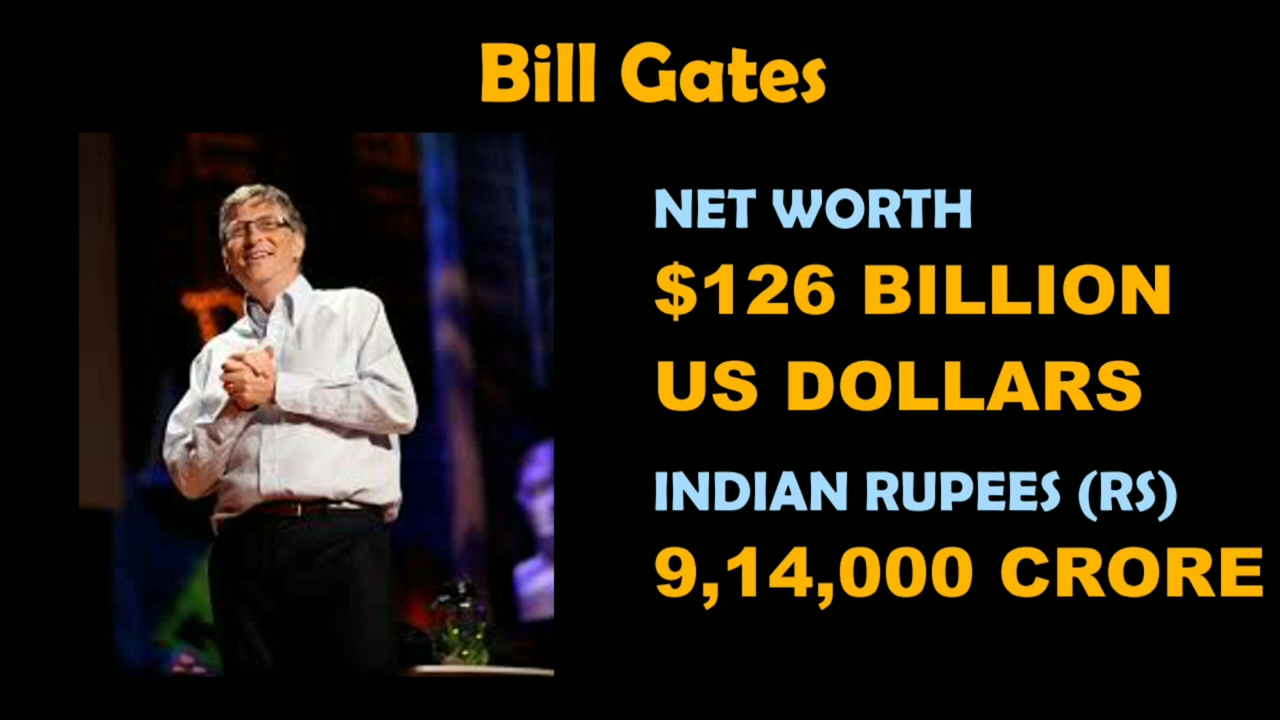 Bill Gates
NET WORTH
$126 BILLION
US DOLLARS
INDIAN RUPEES (RS)
9,14,000 CRORE